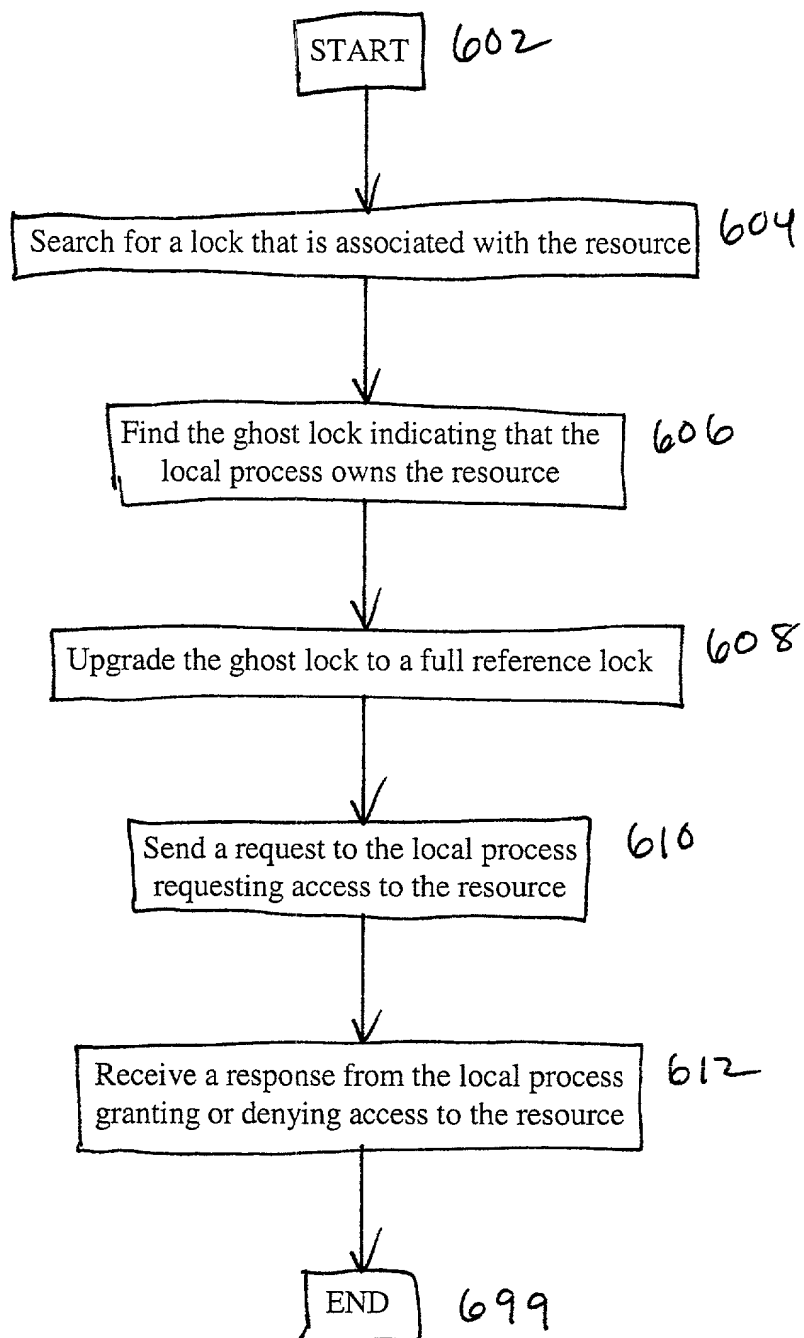 START 602
Search for a lock that is associated with the resource 604
Find the ghost lock indicating that the 606
local process owns the resource
Upgrade the ghost lock to a full reference lock 608
Send a request to the local process 610
requesting access to the resource
Receive a response from the local process 612
granting or denying access to the resource
END 699